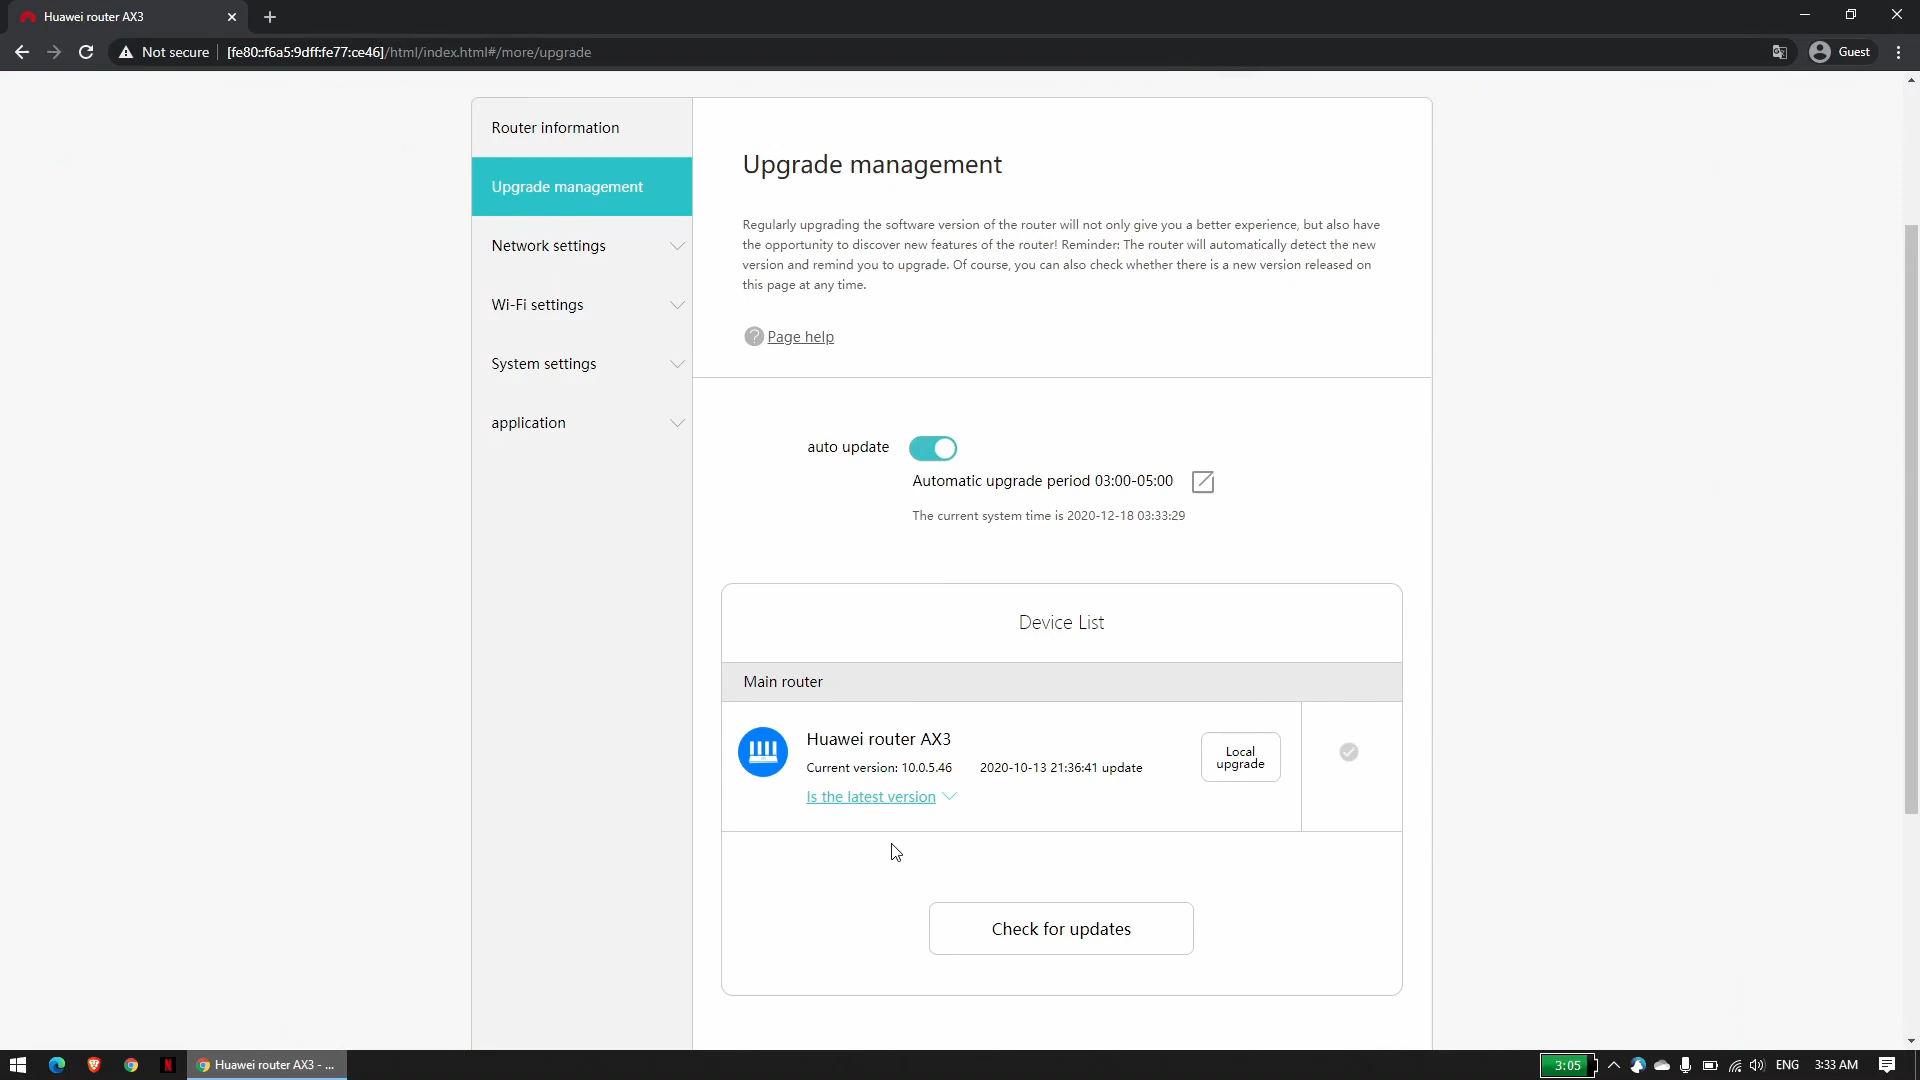 Huawei router AX3
Not secure
[fe80::f6a5:9dff:fe77:ce46]/html/index.html#/more/upgrade
Guest
Router information
Upgrade management
Network settings
Wi-Fi settings
System settings
application
Upgrade management
Regularly upgrading the software version of the router will not only give you a better experience, but also have
the opportunity to discover new features of the router! Reminder: The router will automatically detect the new
version and remind you to upgrade. Of course, you can also check whether there is a new version released on
this page at any time.
? Page help
auto update
Automatic upgrade period 03:00-05:00
The current system time is 2020-12-18 03:33:29
Device List
Main router
Huawei router AX3
Current version: 10.0.5.46 2020-10-13 21:36:41 update
Is the latest version
Local
upgrade
Check for updates
Huawei router AX3 - ...
3:05
ENG
3:33 AM